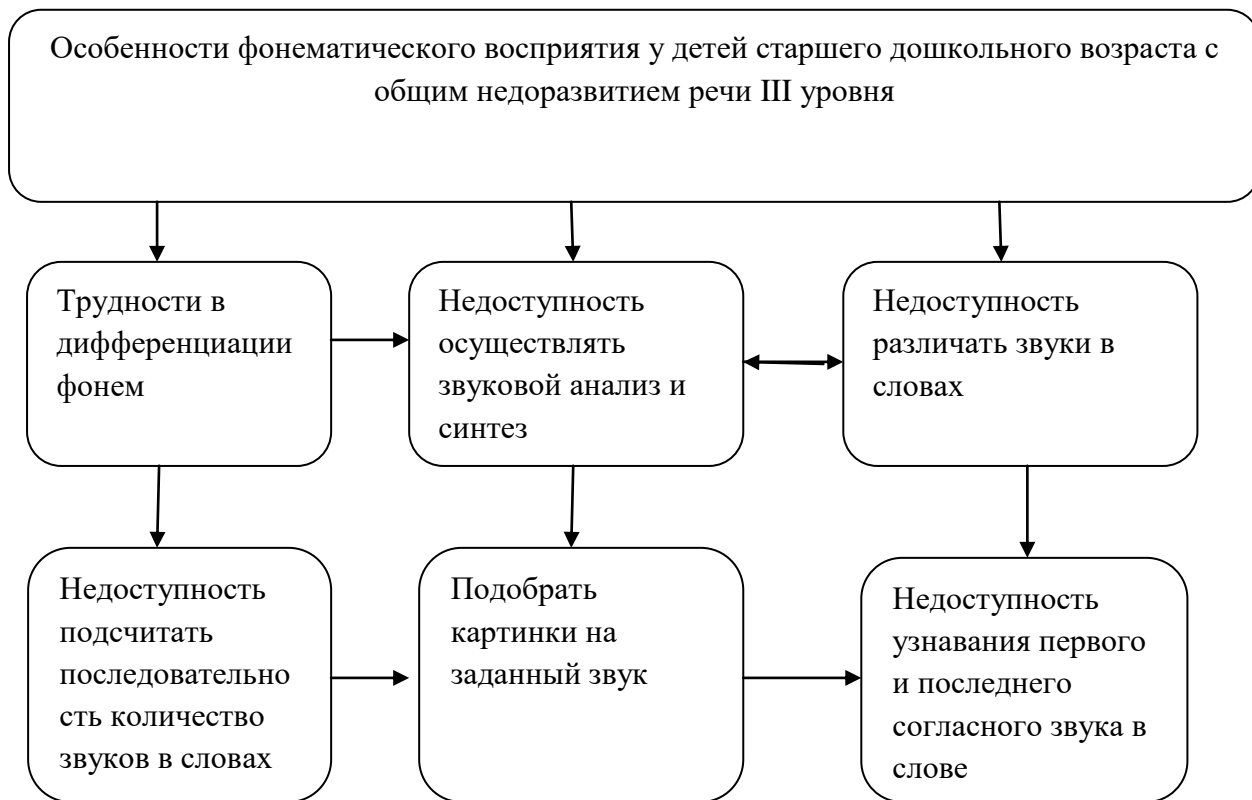 Особенности фонематического восприятия у детей старшего дошкольного возраста с
общим недоразвитием речи III уровня
Трудности в
дифференциации
фонем
Недоступность
осуществлять
звуковой анализ и
синтез
Недоступность
различать звуки в
словах
Недоступность
подсчитать
последовательно
сть количество
звуков в словах
Подобрать
картинки на
заданный звук
Недоступность
узнавания первого
и последнего
согласного звука в
слове